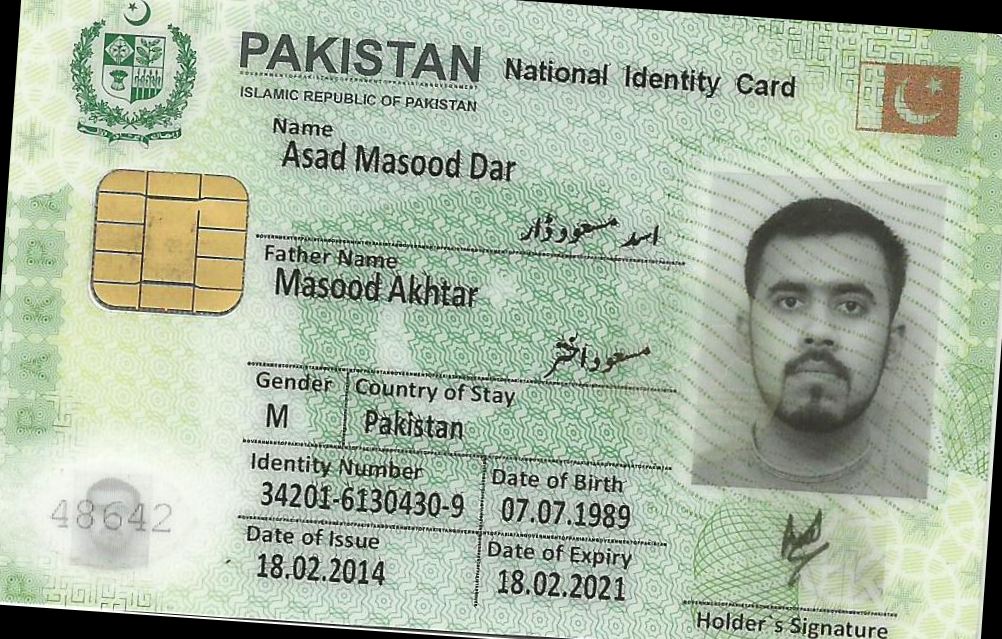 PAKISTAN National Identity Card
ISLAMIC REPUBLIC OF PAKISTAN
Name
Asad Masood Dar
اسد مسعود ڈار
Father Name
Masood Akhtar
مسعود اختر
Gender Country of Stay
M Pakistan
Identity Number Date of Birth
34201-6130430-9 07.07.1989
48642
Date of Issue Date of Expiry
18.02.2014 18.02.2021
Holder`s Signature